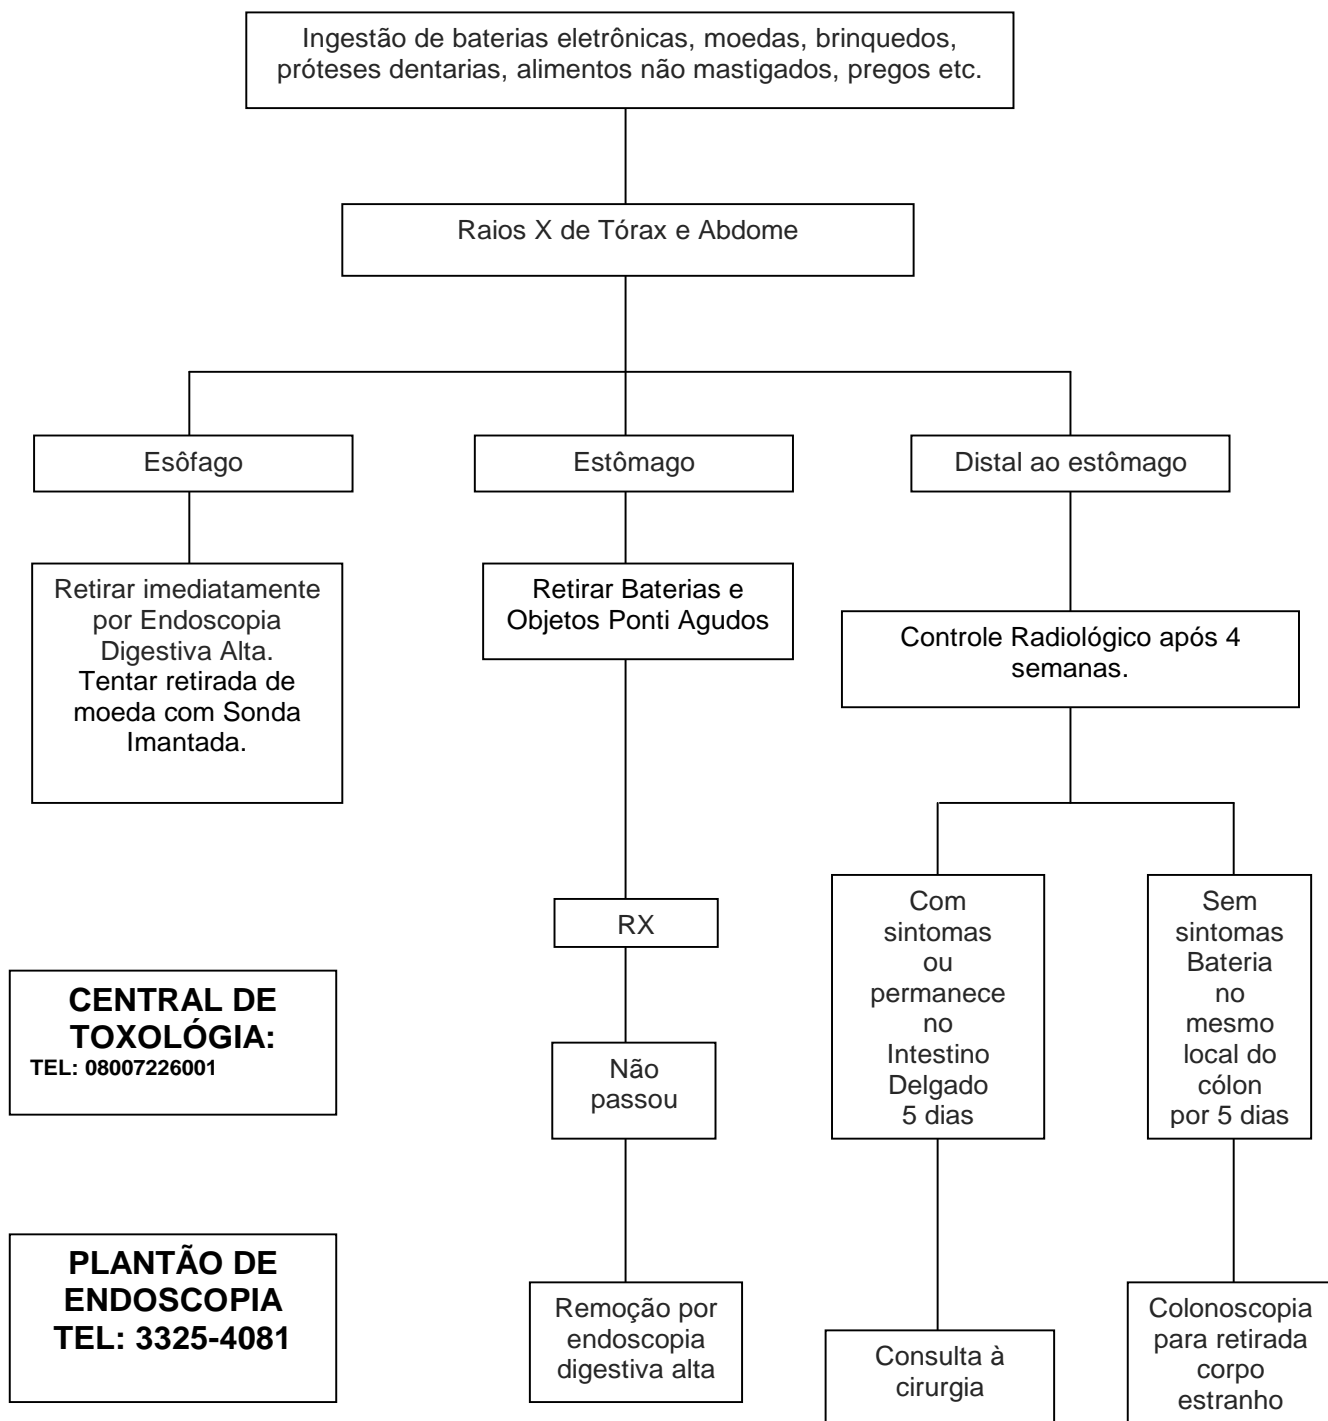 Ingestão de baterias eletrônicas, moedas, brinquedos,
próteses dentarias, alimentos não mastigados, pregos etc.
Raios X de Tórax e Abdome
Esôfago
Estômago
Distal ao estômago
Retirar imediatamente
por Endoscopia
Digestiva Alta.
Tentar retirada de
moeda com Sonda
Imantada.
Retirar Baterias e
Objetos Ponti Agudos
Controle Radiológico após 4
semanas.
RX
Com
sintomas
ou
permanece
no
Intestino
Delgado
5 dias
Sem
sintomas
Bateria
no
mesmo
local do
cólon
por 5 dias
CENTRAL DE
TOXOLÓGIA:
TEL: 08007226001
Não
passou
PLANTÃO DE
ENDOSCOPIA
TEL: 3325-4081
Remoção por
endoscopia
digestiva alta
Consulta à
cirurgia
Colonoscopia
para retirada
corpo
estranho